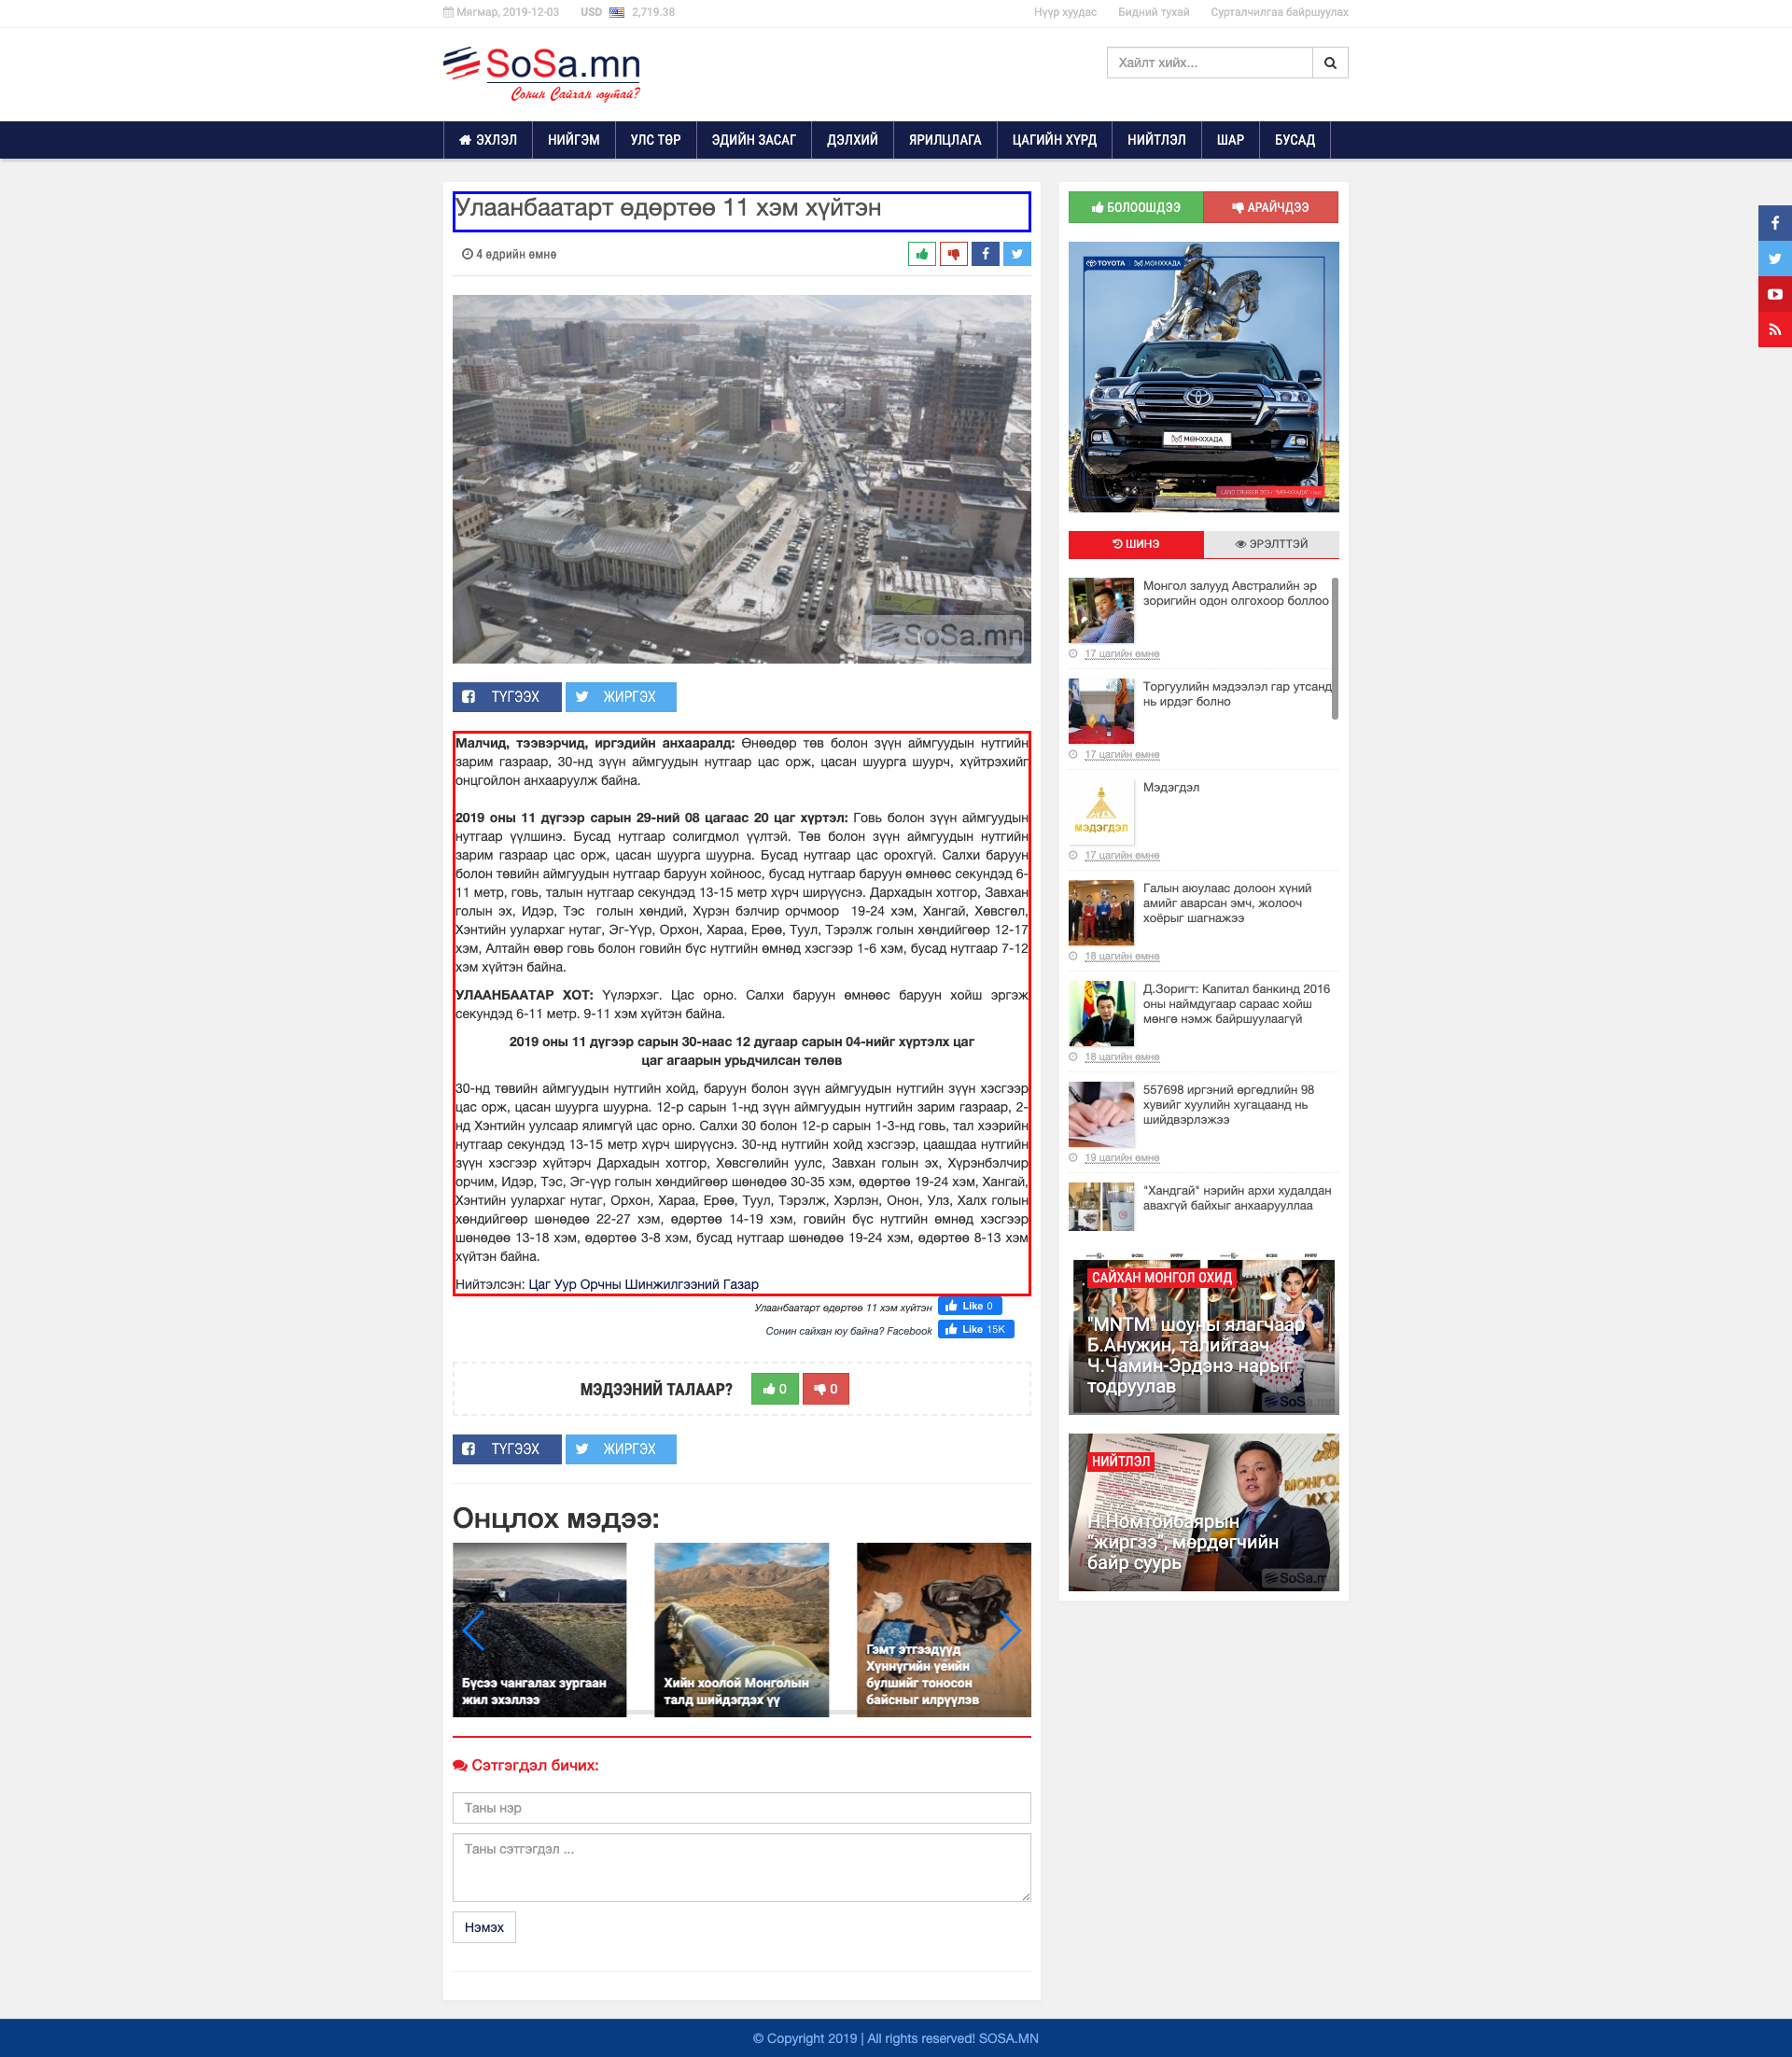 Мягмар, 2019-12-03 USD 2,719.38 Нүүр хуудас Бидний тухай Сурталчилгаа байршуулах
SoSa.mn
Сонин Сайхан юутай?
Хайлт хийх...
ЭХЛЭЛ НИЙГЭМ УЛС ТӨР ЭДИЙН ЗАСАГ ДЭЛХИЙ ЯРИЛЦЛАГА ЦАГИЙН ХҮРД НИЙТЛЭЛ ШАР БУСАД
Улаанбаатарт өдөртөө 11 хэм хүйтэн
4 өдрийн өмнө
SoSa.mn
ТҮГЭЭХ ЖИРГЭХ
Малчид, тээвэрчид, иргэдийн анхааралд: Өнөөдөр төв болон зүүн аймгуудын нутгийн
зарим газраар, 30-нд зүүн аймгуудын нутгаар цас орж, цасан шуурга шуурч, хүйтрэхийг
онцгойлон анхааруулж байна.
2019 оны 11 дүгээр сарын 29-ний 08 цагаас 20 цаг хүртэл: Говь болон зүүн аймгуудын
нутгаар үүлшинэ. Бусад нутгаар солигдмол үүлтэй. Төв болон зүүн аймгуудын нутгийн
зарим газраар цас орж, цасан шуурга шуурна. Бусад нутгаар цас орохгүй. Салхи баруун
болон төвийн аймгуудын нутгаар баруун хойноос, бусад нутгаар баруун өмнөөс секундэд 6-
11 метр, говь, талын нутгаар секундэд 13-15 метр хүрч ширүүснэ. Дархадын хотгор, Завхан
голын эх, Идэр, Тэс голын хөндий, Хүрэн бэлчир орчмоор 19-24 хэм, Хангай, Хөвсгөл,
Хэнтийн уулархаг нутаг, Эг-Үүр, Орхон, Хараа, Ерөө, Туул, Тэрэлж голын хөндийгөөр 12-17
хэм, Алтайн өвөр говь болон говийн бүс нутгийн өмнөд хэсгээр 1-6 хэм, бусад нутгаар 7-12
хэм хүйтэн байна.
УЛААНБААТАР ХОТ: Үүлэрхэг. Цас орно. Салхи баруун өмнөөс баруун хойш эргэж
секундэд 6-11 метр. 9-11 хэм хүйтэн байна.
2019 оны 11 дүгээр сарын 30-наас 12 дугаар сарын 04-нийг хүртэлх цаг
цаг агаарын урьдчилсан төлөв
30-нд төвийн аймгуудын нутгийн хойд, баруун болон зүүн аймгуудын нутгийн зүүн хэсгээр
цас орж, цасан шуурга шуурна. 12-р сарын 1-нд зүүн аймгуудын нутгийн зарим газраар, 2-
нд Хэнтийн уулсаар ялимгүй цас орно. Салхи 30 болон 12-р сарын 1-3-нд говь, тал хээрийн
нутгаар секундэд 13-15 метр хүрч ширүүснэ. 30-нд нутгийн хойд хэсгээр, цаашдаа нутгийн
зүүн хэсгээр хүйтэрч Дархадын хотгор, Хөвсгөлийн уулс, Завхан голын эх, Хүрэнбэлчир
орчим, Идэр, Тэс, Эг-үүр голын хөндийгөөр шөнөдөө 30-35 хэм, өдөртөө 19-24 хэм, Хангай,
Хэнтийн уулархаг нутаг, Орхон, Хараа, Ерөө, Туул, Тэрэлж, Хэрлэн, Онон, Улз, Халх голын
хөндийгөөр шөнөдөө 22-27 хэм, өдөртөө 14-19 хэм, говийн бүс нутгийн өмнөд хэсгээр
шөнөдөө 13-18 хэм, өдөртөө 3-8 хэм, бусад нутгаар шөнөдөө 19-24 хэм, өдөртөө 8-13 хэм
хүйтэн байна.
Нийтэлсэн: Цаг Уур Орчны Шинжилгээний Газар
Улаанбаатарт өдөртөө 11 хэм хүйтэн Like 0
Сонин сайхан юу байна? Facebook Like 15K
МЭДЭЭНИЙ ТАЛААР? 0 0
ТҮГЭЭХ ЖИРГЭХ
Онцлох мэдээ:
Бүсээ чангалах зургаан
жил эхэллээ
Хийн хоолой Монголын
талд шийдэгдэх үү
Гэмт этгээдүүд
Хүннүгийн үеийн
булшийг тоносон
байсныг илрүүлэв
Сэтгэгдэл бичих:
Таны нэр
Таны сэтгэгдэл ...
Нэмэх
БОЛООШДЭЭ АРАЙЧДЭЭ
TOYOTA МӨНХХАДА
МӨНХХАДА
ШИНЭ ЭРЭЛТТЭЙ
Монгол залууд Австралийн эр
зоригийн одон олгохоор боллоо
17 цагийн өмнө
Торгуулийн мэдээлэл гар утсанд
нь ирдэг болно
17 цагийн өмнө
Мэдэгдэл
МЭДЭГДЭЛ
17 цагийн өмнө
Галын аюулаас долоон хүний
амийг аварсан эмч, жолооч
хоёрыг шагнажээ
18 цагийн өмнө
Д.Зоригт: Капитал банкинд 2016
оны наймдугаар сараас хойш
мөнгө нэмж байршуулаагүй
18 цагийн өмнө
557698 иргэний өргөдлийн 98
хувийг хуулийн хугацаанд нь
шийдвэрлэжээ
19 цагийн өмнө
"Хандгай" нэрийн архи худалдан
авахгүй байхыг анхаарууллаа
САЙХАН МОНГОЛ ОХИД
"MNTM" шоуны ялагчаар
Б.Анужин, талийгаач
Ч.Чамин-Эрдэнэ нарыг
тодруулав
SoSa.mn
НИЙТЛЭЛ
Н.Номтойбаярын
"жиргээ", мөрдөгчийн
байр суурь
SoSa.mn
© Copyright 2019 | All rights reserved! SOSA.MN